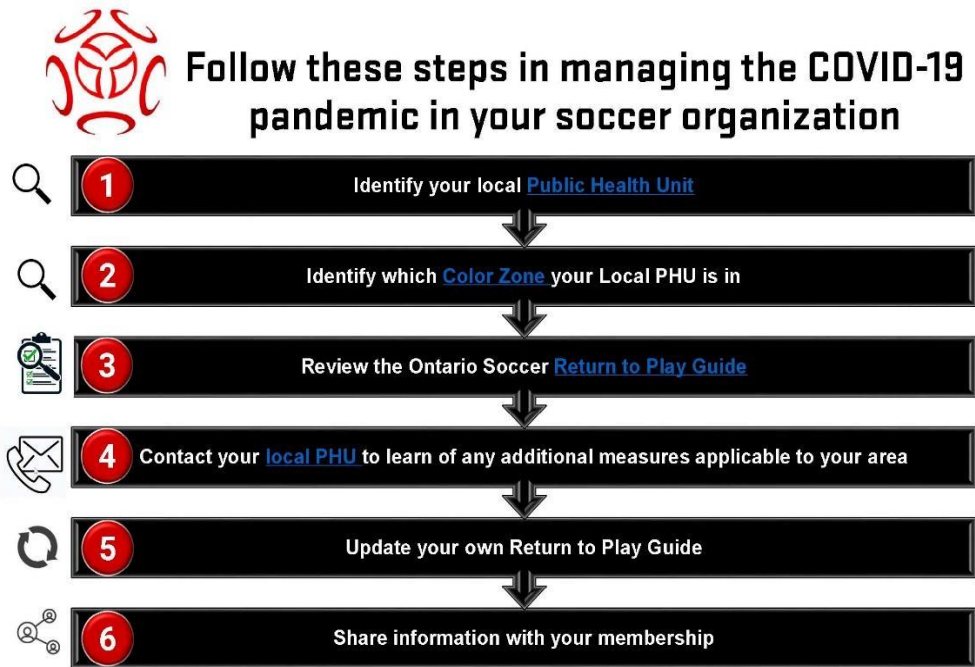 Follow these steps in managing the COVID-19
pandemic in your soccer organization
1
Identify your local Public Health Unit
2
Identify which Color Zone your Local PHU is in
3
Review the Ontario Soccer Return to Play Guide
4
Contact your local PHU to learn of any additional measures applicable to your area
5
Update your own Return to Play Guide
6
Share information with your membership